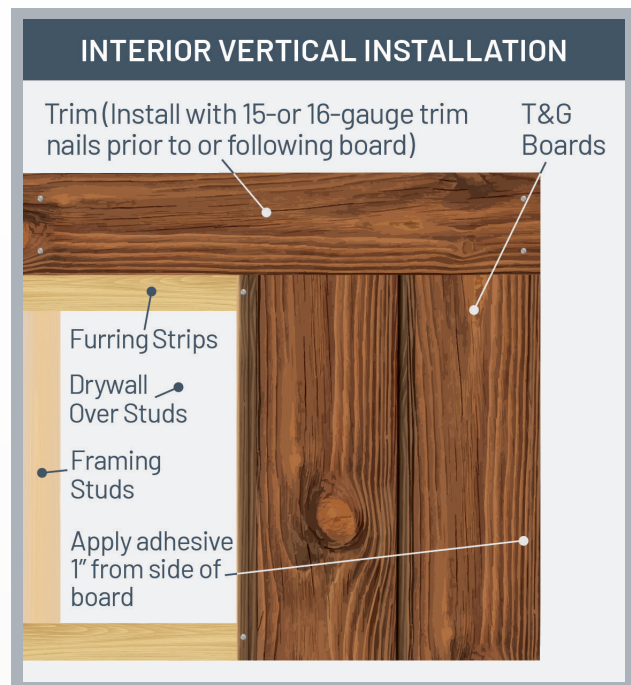 INTERIOR VERTICAL INSTALLATION
Trim (Install with 15-or 16-gauge trim
nails prior to or following board)
T&G
Boards
Furring Strips
Drywall
Over Studs
Framing
Studs
Apply adhesive
1” from side of
board